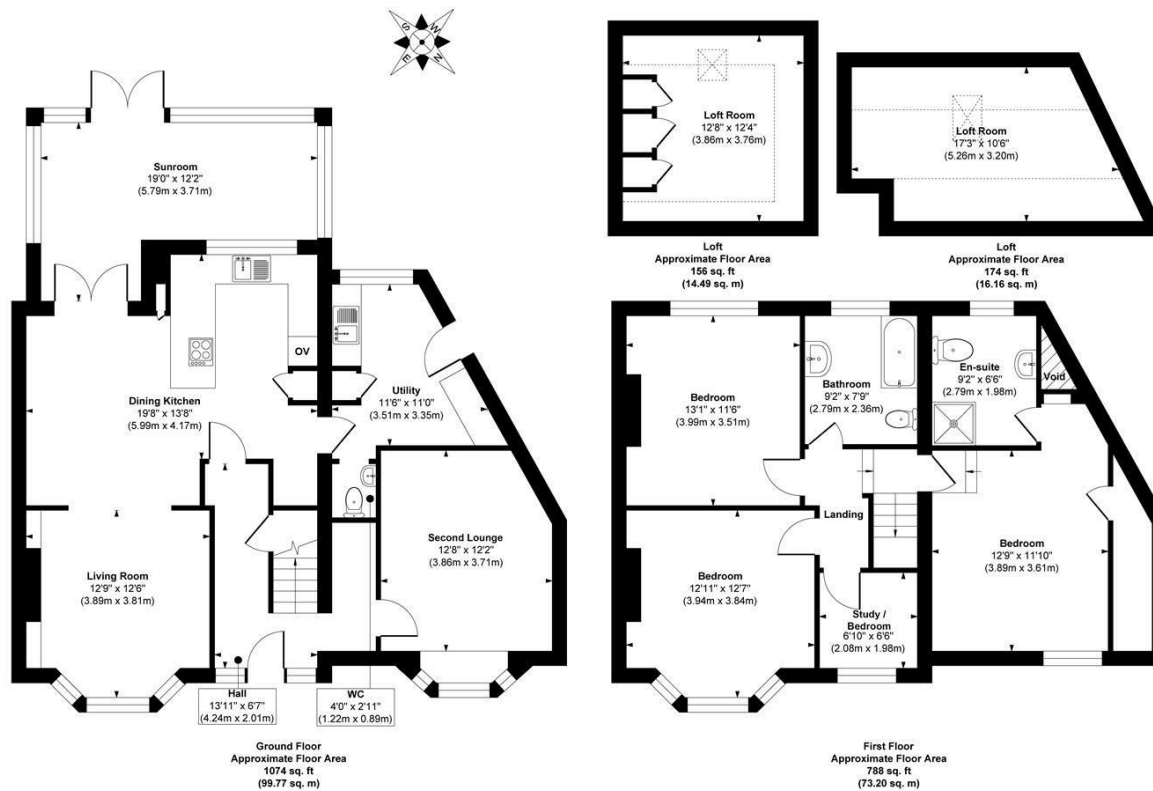 S
W
E
N
Sunroom
19'0" x 12'2"
(5.79m x 3.71m)
OV
Dining Kitchen
19'8" x 13'8"
(5.99m x 4.17m)
Utility
11'6" x 11'0"
(3.51m x 3.35m)
Living Room
12'9" x 12'6"
(3.89m x 3.81m)
Second Lounge
12'8" x 12'2"
(3.86m x 3.71m)
Hall
13'11" x 6'7"
(4.24m x 2.01m)
WC
4'0" x 2'11"
(1.22m x 0.89m)
Ground Floor
Approximate Floor Area
1074 sq. ft
(99.77 sq. m)
Loft Room
12'8" x 12'4"
(3.86m x 3.76m)
Loft
Approximate Floor Area
156 sq. ft
(14.49 sq. m)
Loft Room
17'3" x 10'6"
(5.26m x 3.20m)
Loft
Approximate Floor Area
174 sq. ft
(16.16 sq. m)
Bedroom
13'1" x 11'6"
(3.99m x 3.51m)
Bathroom
9'2" x 7'9"
(2.79m x 2.36m)
En-suite
9'2" x 6'6"
(2.79m x 1.98m)
Void
Landing
Bedroom
12'11" x 12'7"
(3.94m x 3.84m)
Study /
Bedroom
6'10" x 6'6"
(2.08m x 1.98m)
Bedroom
12'9" x 11'10"
(3.89m x 3.61m)
First Floor
Approximate Floor Area
788 sq. ft
(73.20 sq. m)